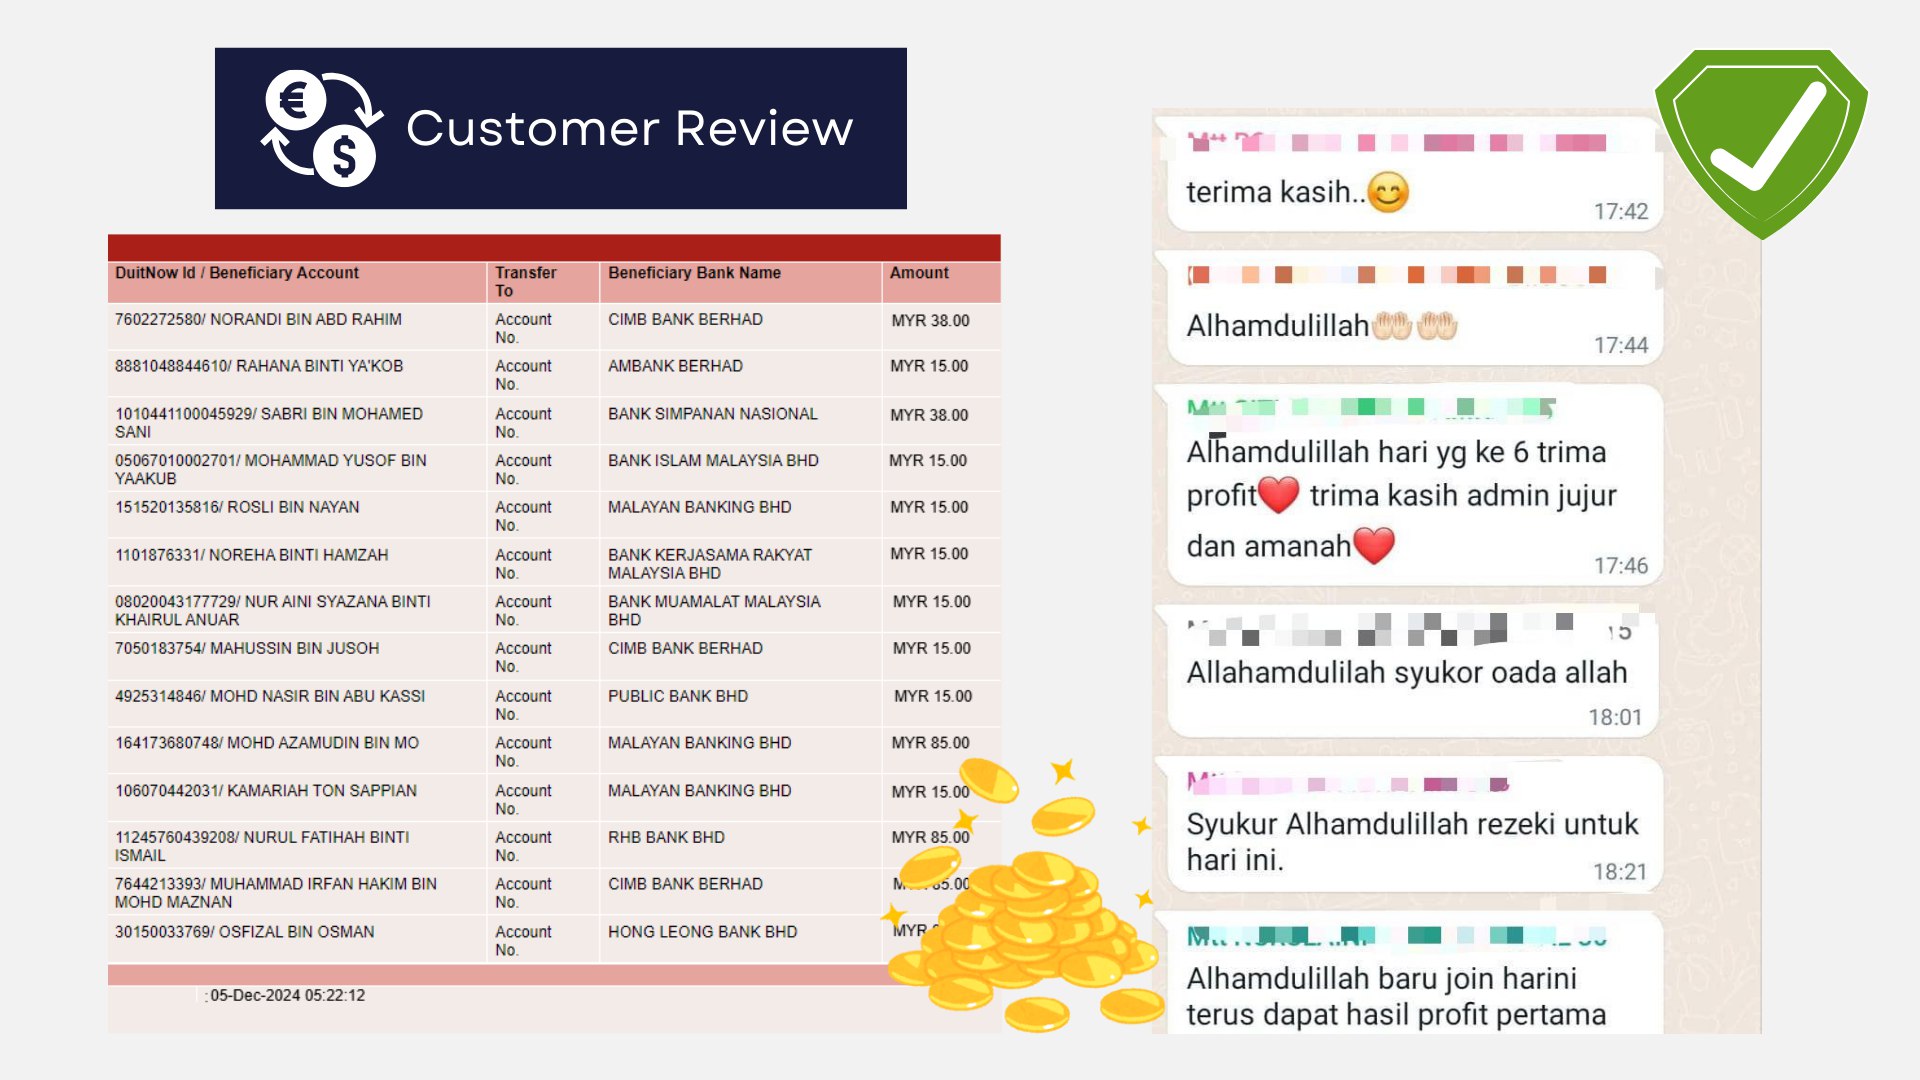 Customer Review
DuitNow Id / Beneficiary Account
Transfer
To
Beneficiary Bank Name
Amount
7602272580/ NORANDI BIN ABD RAHIM
Account
No.
CIMB BANK BERHAD
MYR 38.00
8881048844610/ RAHANA BINTI YA'KOB
Account
No.
AMBANK BERHAD
MYR 15.00
1010441100045929/ SABRI BIN MOHAMED
SANI
Account
No.
BANK SIMPANAN NASIONAL
MYR 38.00
05067010002701/ MOHAMMAD YUSOF BIN
YAAKUB
Account
No.
BANK ISLAM MALAYSIA BHD
MYR 15.00
151520135816/ ROSLI BIN NAYAN
Account
No.
MALAYAN BANKING BHD
MYR 15.00
1101876331/ NOREHA BINTI HAMZAH
Account
No.
BANK KERJASAMA RAKYAT
MALAYSIA BHD
MYR 15.00
08020043177729/ NUR AINI SYAZANA BINTI
KHAIRUL ANUAR
Account
No.
BANK MUAMALAT MALAYSIA
BHD
MYR 15.00
7050183754/ MAHUSSIN BIN JUSOH
Account
No.
CIMB BANK BERHAD
MYR 15.00
4925314846/ MOHD NASIR BIN ABU KASSI
Account
No.
PUBLIC BANK BHD
MYR 15.00
164173680748/ MOHD AZAMUDIN BIN MO
Account
No.
MALAYAN BANKING BHD
MYR 85.00
106070442031/ KAMARIAH TON SAPPIAN
Account
No.
MALAYAN BANKING BHD
MYR 15.00
11245760439208/ NURUL FATIHAH BINTI
ISMAIL
Account
No.
RHB BANK BHD
MYR 85.00
7644213393/ MUHAMMAD IRFAN HAKIM BIN
MOHD MAZNAN
Account
No.
CIMB BANK BERHAD
30150033769/ OSFIZAL BIN OSMAN
Account
No.
HONG LEONG BANK BHD
MYR
: 05-Dec-2024 05:22:12
terima kasih..😊
17:42
Alhamdulillah🤲🏻🤲🏻
17:44
Alhamdulillah hari yg ke 6 trima
profit❤️ trima kasih admin jujur
dan amanah❤️
17:46
Allahamdulilah syukor oada allah
18:01
Syukur Alhamdulillah rezeki untuk
hari ini.
18:21
Alhamdulillah baru join harini
terus dapat hasil profit pertama